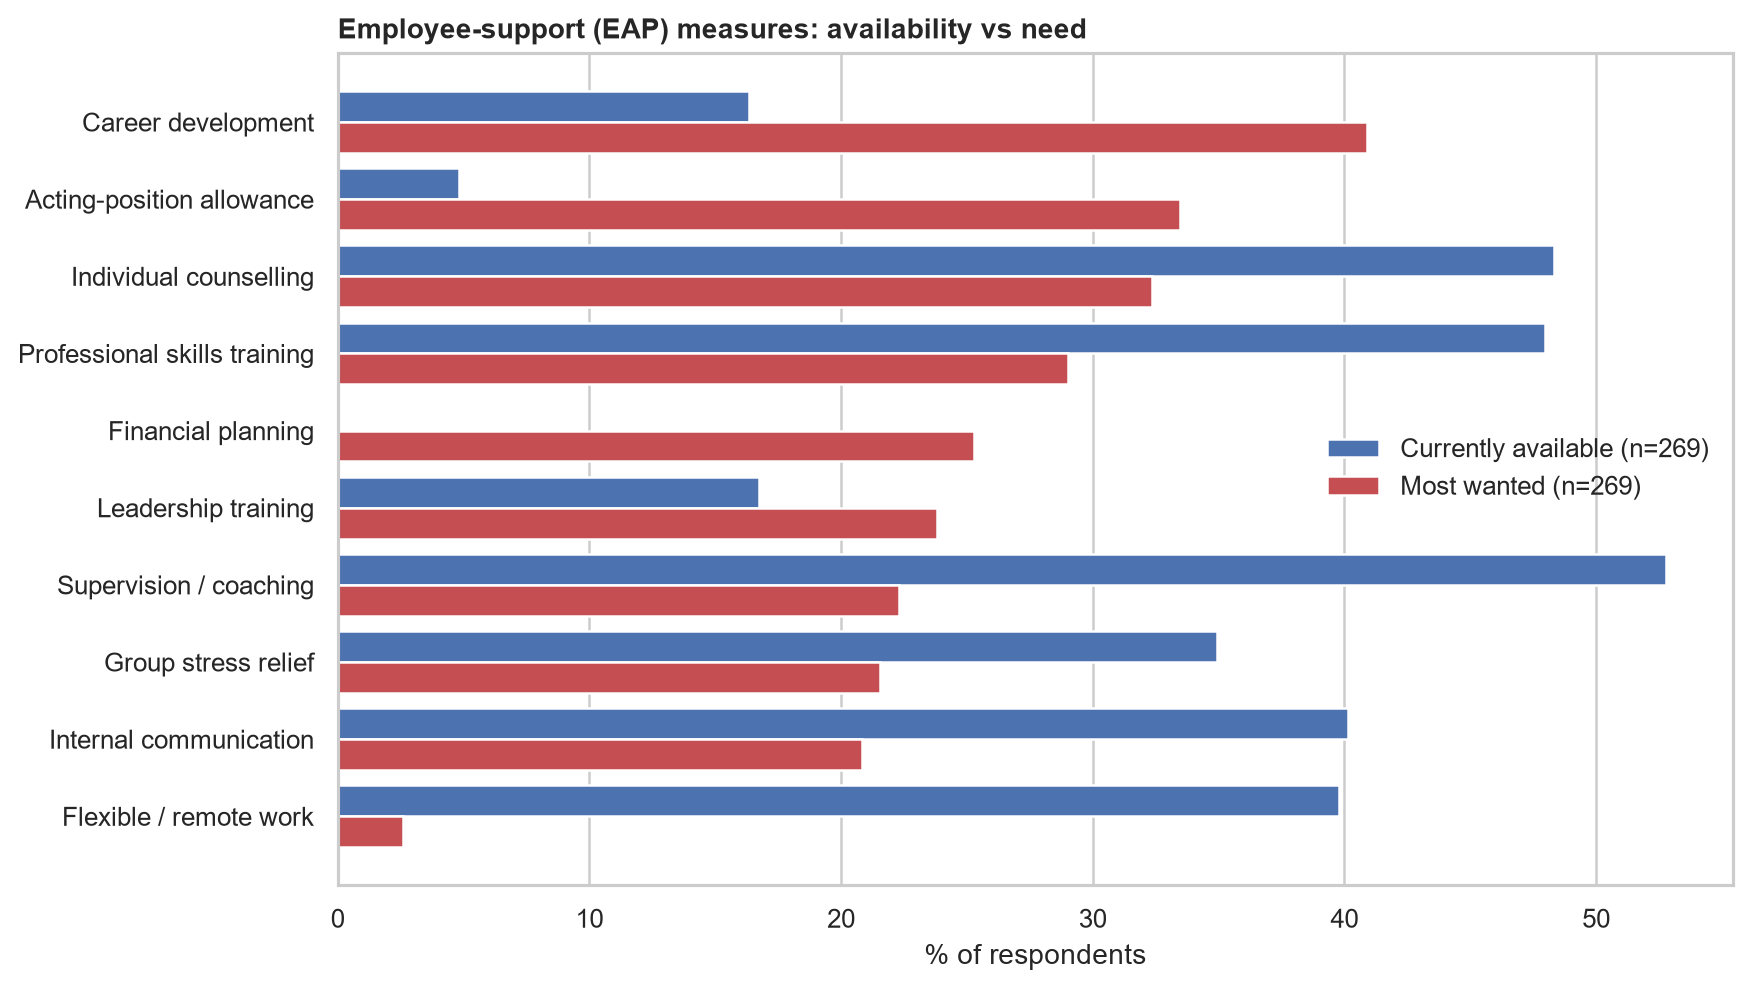 Employee-support (EAP) measures: availability vs need
Career development
Acting-position allowance
Individual counselling
Professional skills training
Financial planning
Leadership training
Supervision / coaching
Group stress relief
Internal communication
Flexible / remote work
Currently available (n=269)
Most wanted (n=269)
0 10 20 30 40 50
% of respondents